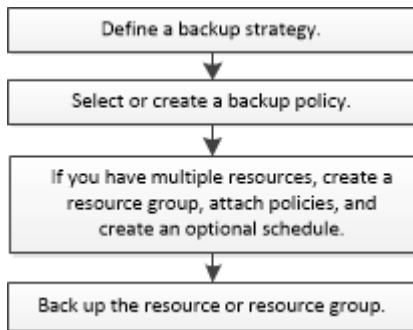 Define a backup strategy.
Select or create a backup policy.
If you have multiple resources, create a
resource group, attach policies, and
create an optional schedule.
Back up the resource or resource group.